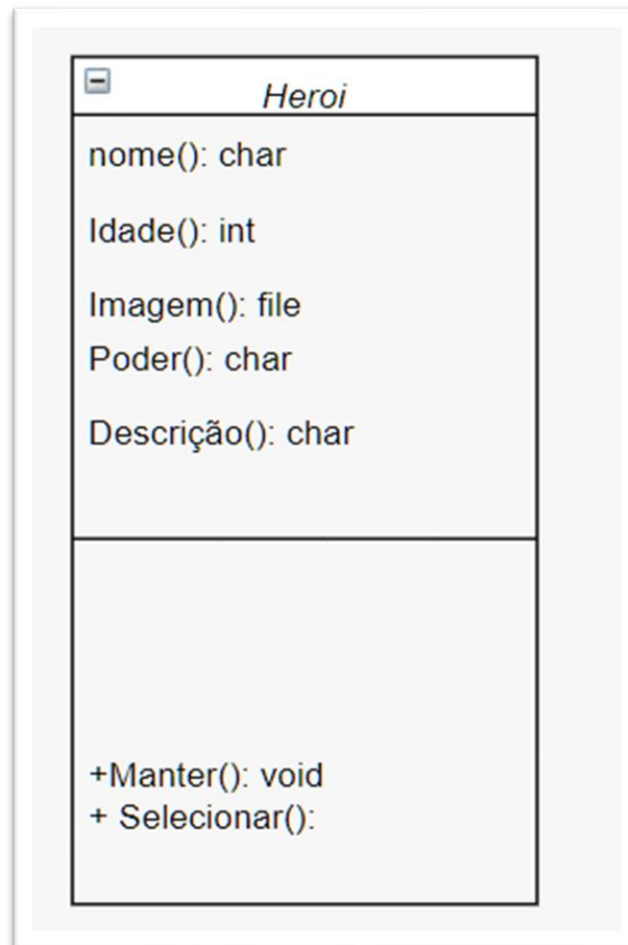 Heroi
nome(): char
Idade(): int
Imagem(): file
Poder(): char
Descrição(): char
+Manter(): void
+ Selecionar():